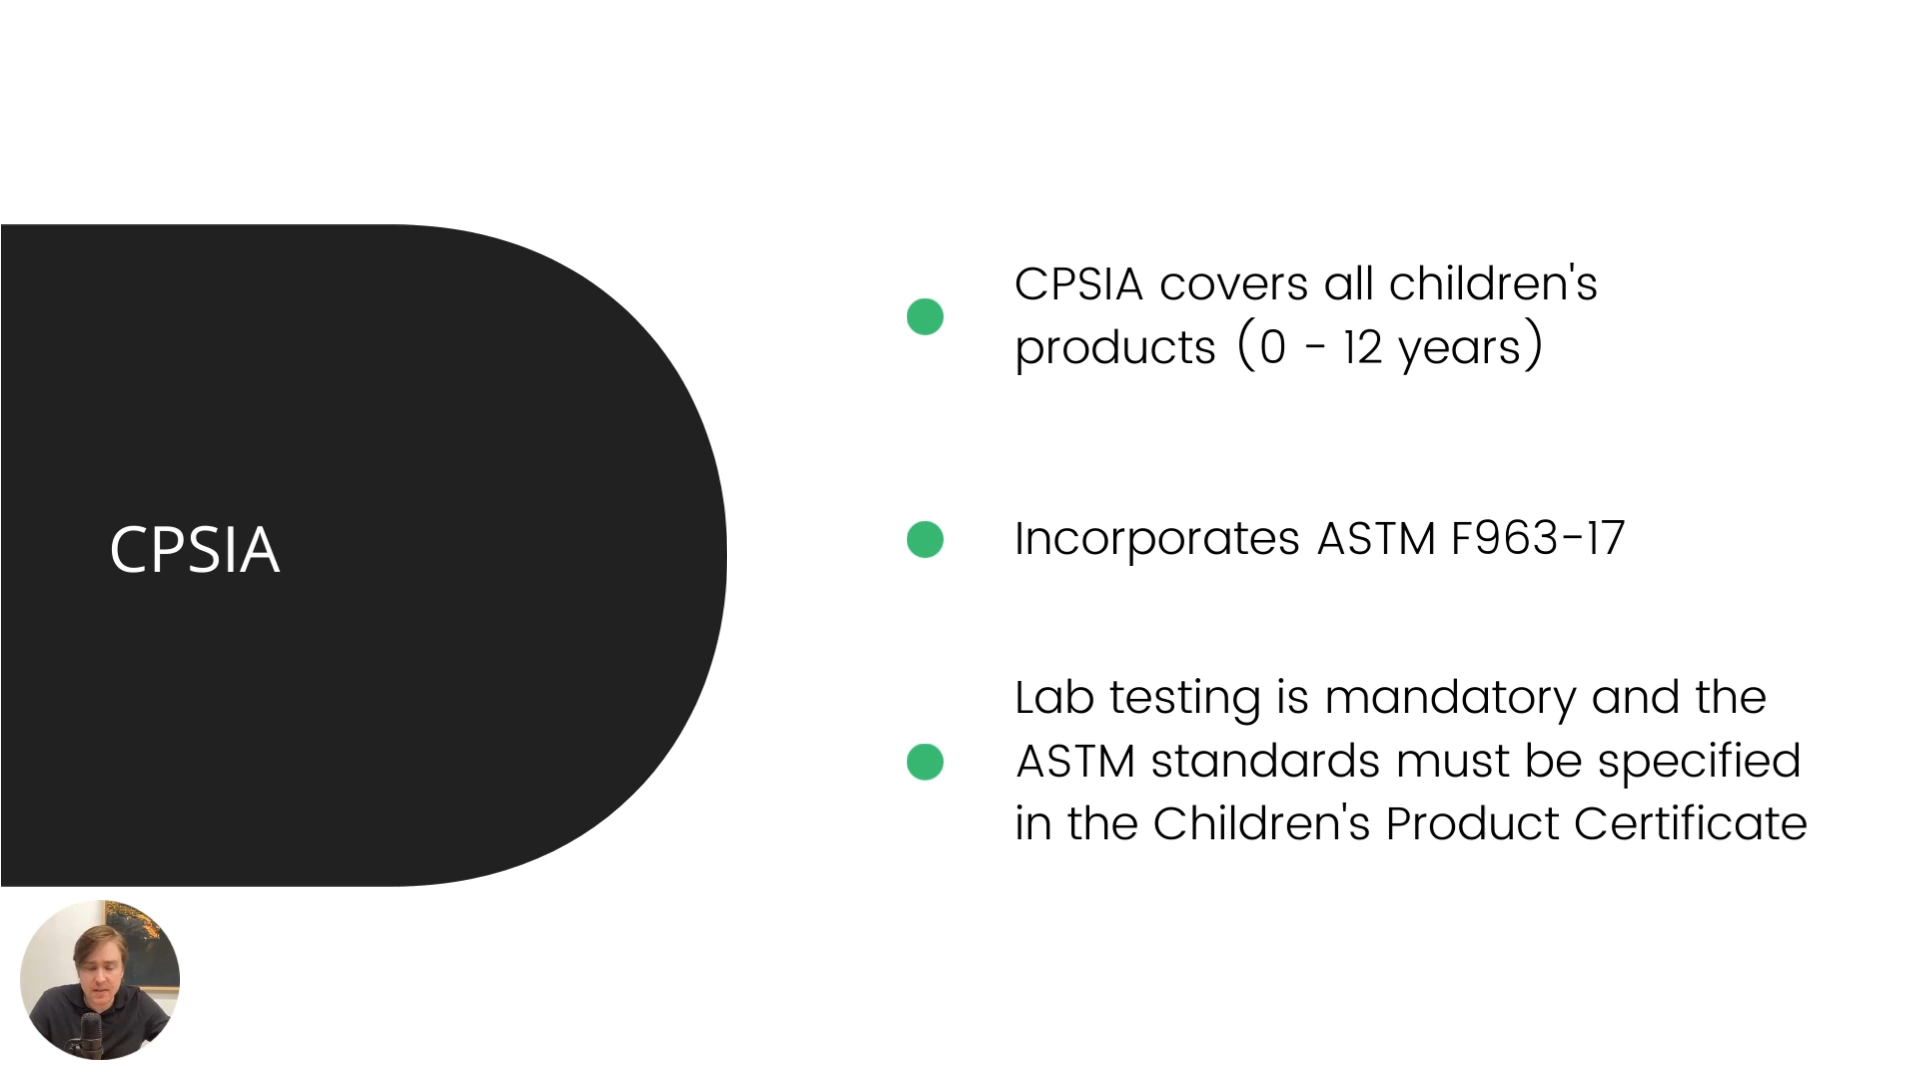 CPSIA
CPSIA covers all children's
products (0 - 12 years)
Incorporates ASTM F963-17
Lab testing is mandatory and the
ASTM standards must be specified
in the Children's Product Certificate